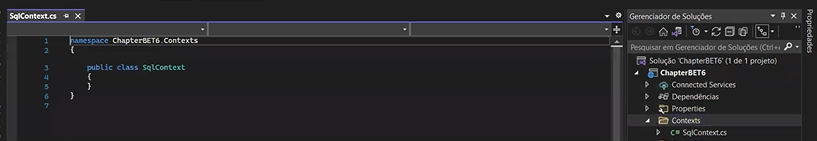 SqlContext.cs
1 namespace ChapterBET6.Contexts
2 {
3 public class SqlContext
4 {
5 }
6 }
7
Gerenciador de Soluções
Pesquisar em Gerenciador de Soluções (Ctrl+ç
Solução 'ChapterBET6' (1 de 1 projeto)
ChapterBET6
Connected Services
Dependências
Properties
Contexts
C# SqlContext.cs
Propriedades